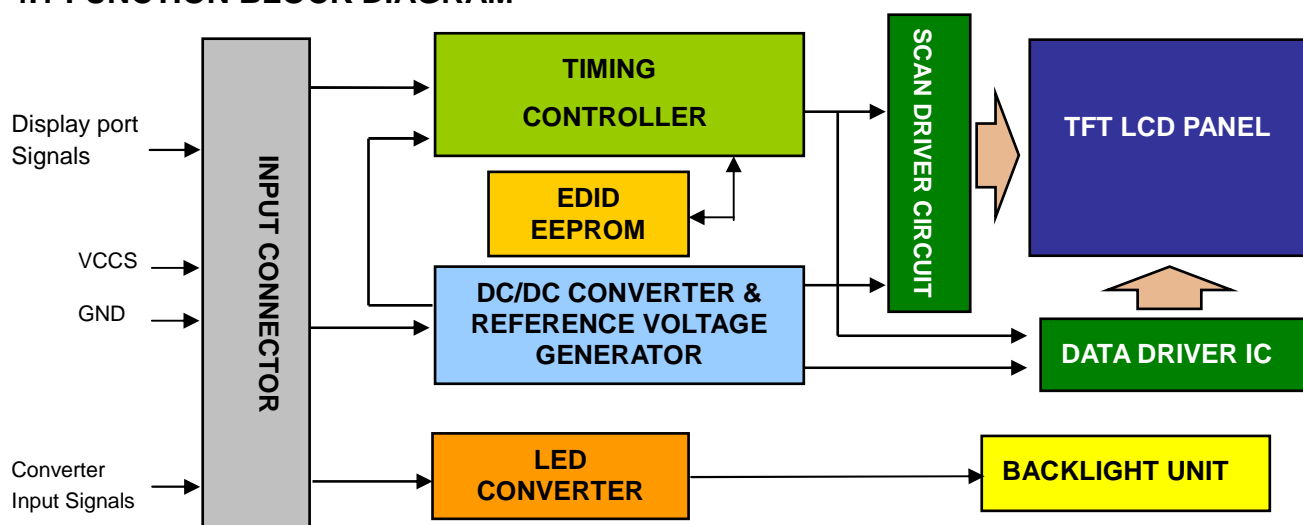 TIMING
CONTROLLER
SCAN DRIVER CIRCUIT
TFT LCD PANEL
Display port
Signals
INPUT CONNECTOR
EDID
EEPROM
VCCS
GND
DC/DC CONVERTER &
REFERENCE VOLTAGE
GENERATOR
DATA DRIVER IC
Converter
Input Signals
LED
CONVERTER
BACKLIGHT UNIT